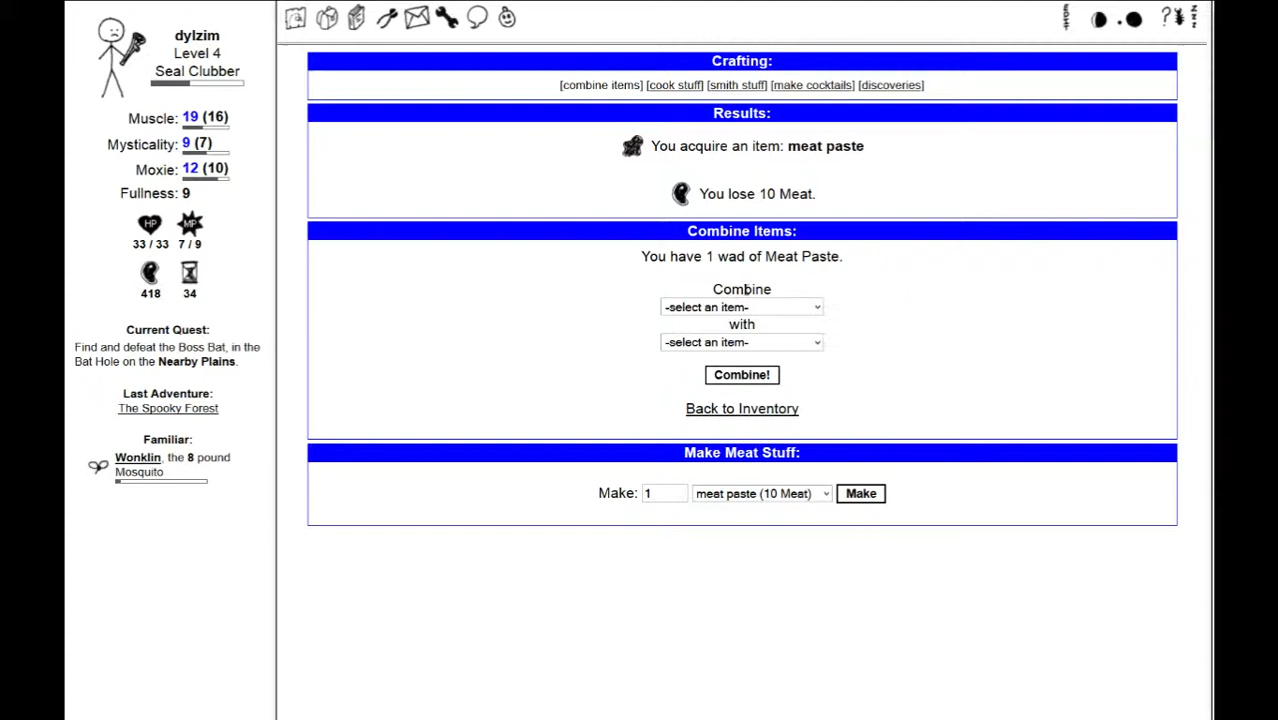 dylzim
Level 4
Seal Clubber
Muscle: 19 (16)
Mysticality: 9 (7)
Moxie: 12 (10)
Fullness: 9
HP MP
33 / 33 7 / 9
418 34
Current Quest:
Find and defeat the Boss Bat, in the
Bat Hole on the Nearby Plains.
Last Adventure:
The Spooky Forest
Familiar:
Wonklin, the 8 pound
Mosquito
Crafting:
[combine items] [cook stuff] [smith stuff] [make cocktails] [discoveries]
Results:
You acquire an item: meat paste
You lose 10 Meat.
Combine Items:
You have 1 wad of Meat Paste.
Combine
-select an item-
with
-select an item-
Combine!
Back to Inventory
Make Meat Stuff:
Make: 1 meat paste (10 Meat) Make